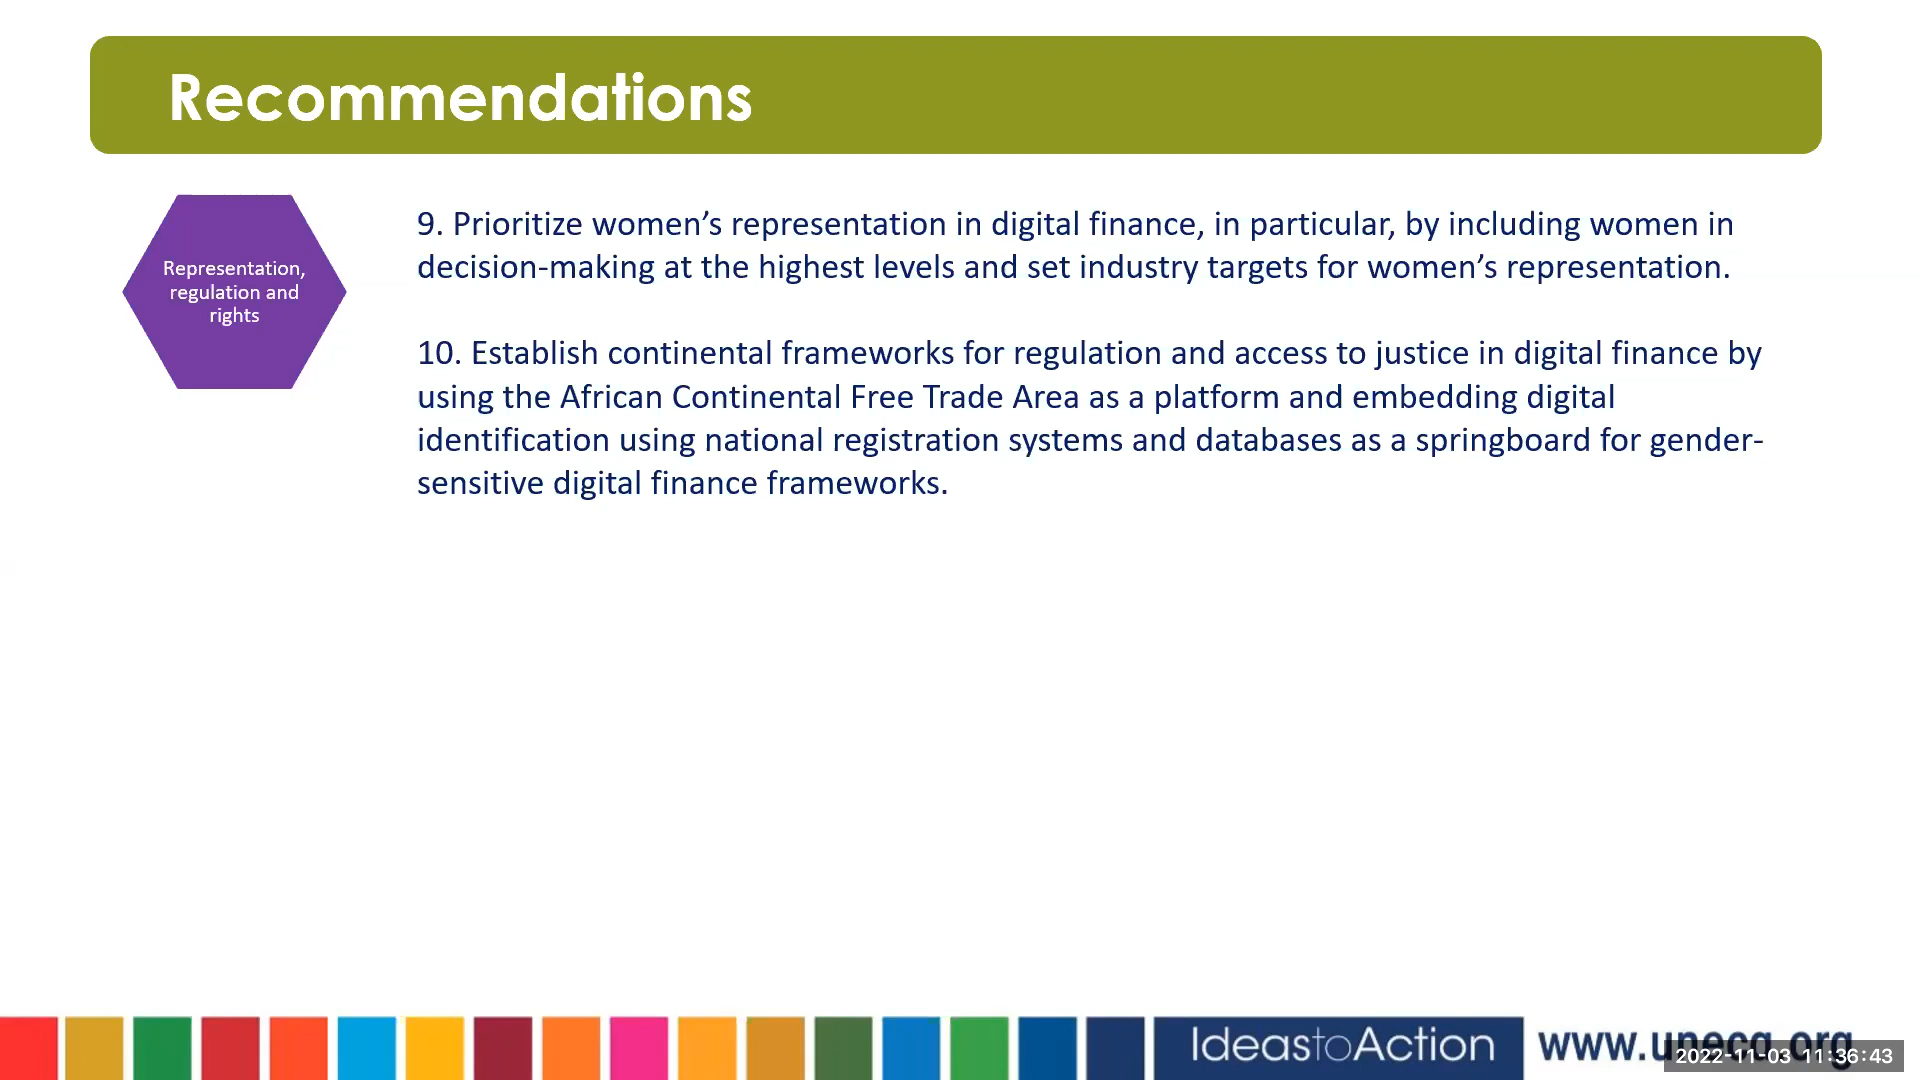 Recommendations
Representation,
regulation and
rights
9. Prioritize women’s representation in digital finance, in particular, by including women in
decision-making at the highest levels and set industry targets for women’s representation.
10. Establish continental frameworks for regulation and access to justice in digital finance by
using the African Continental Free Trade Area as a platform and embedding digital
identification using national registration systems and databases as a springboard for gender-
sensitive digital finance frameworks.
IdeastoAction
www.uneca.org
2022-11-03 11:36:43